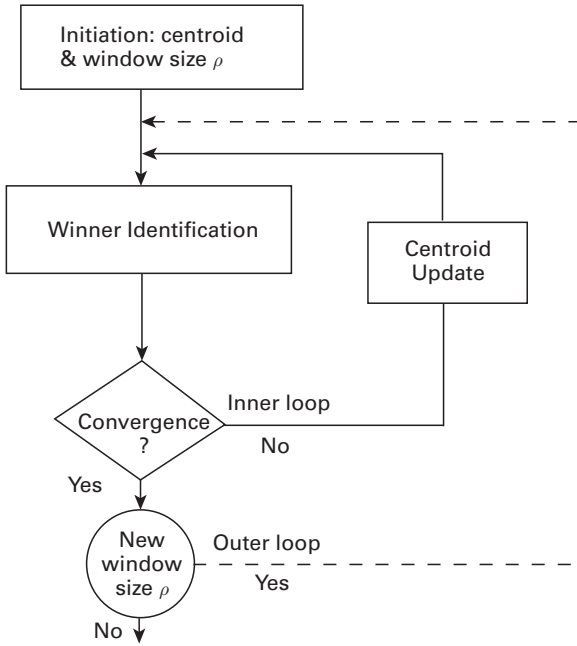 Initiation: centroid
& window size ρ
Winner Identification
Centroid
Update
Convergence
?
Inner loop
No
Yes
New
window
size ρ
Outer loop
Yes
No